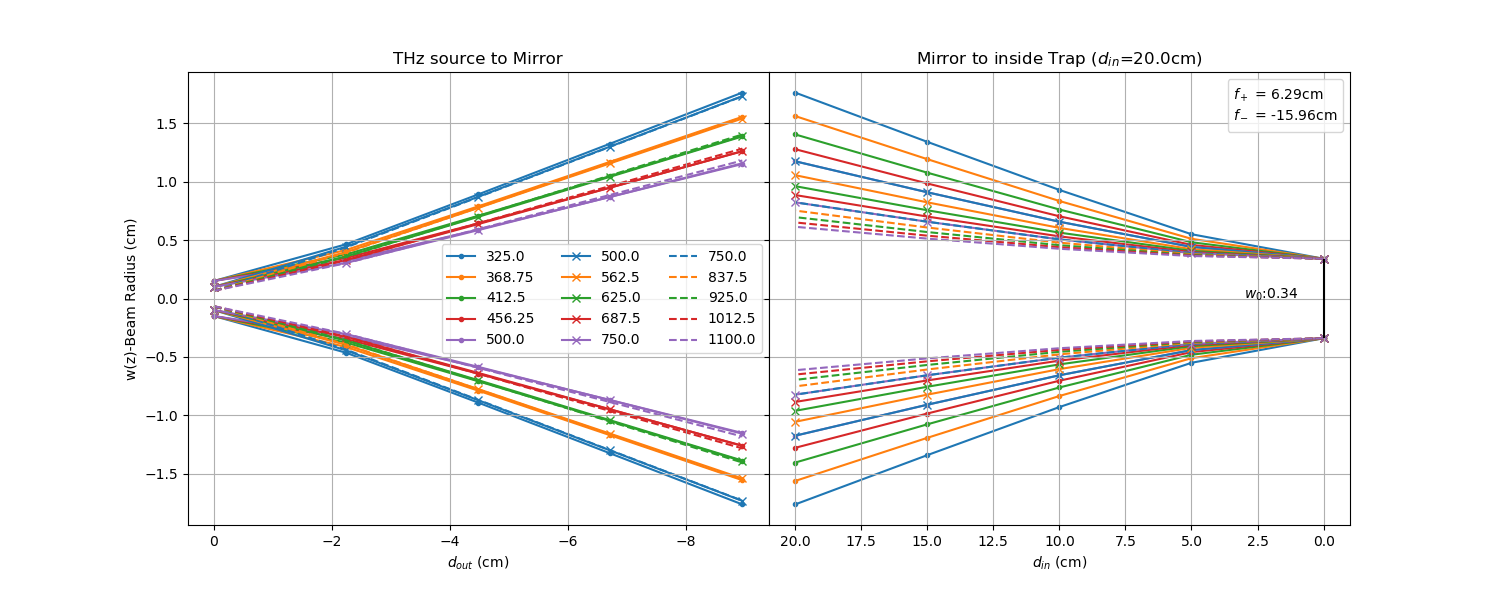 THz source to Mirror
Mirror to inside Trap (d_in=20.0cm)
f_+ = 6.29cm
f_− = -15.96cm
w(z)-Beam Radius (cm)
1.5
1.0
0.5
0.0
−0.5
−1.0
−1.5
325.0 500.0 750.0
368.75 562.5 837.5
412.5 625.0 925.0
456.25 687.5 1012.5
500.0 750.0 1100.0
w_0:0.34
0 −2 −4 −6 −8
20.0 17.5 15.0 12.5 10.0 7.5 5.0 2.5 0.0
d_out (cm)
d_in (cm)